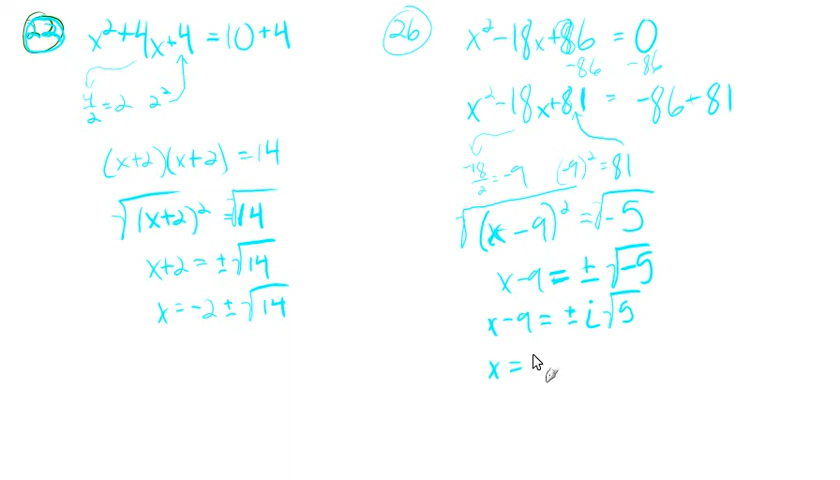 22 x² + 4x + 4 = 10 + 4
4/2 = 2 2²
(x+2)(x+2) = 14
√(x+2)² = √14
x+2 = ±√14
x = -2 ± √14
26 x² - 18x + 86 = 0
-86 -86
x² - 18x + 81 = -86 + 81
-18/2 = -9 (-9)² = 81
√(x - 9)² = √-5
x - 9 = ±√-5
x - 9 = ± i√5
x =